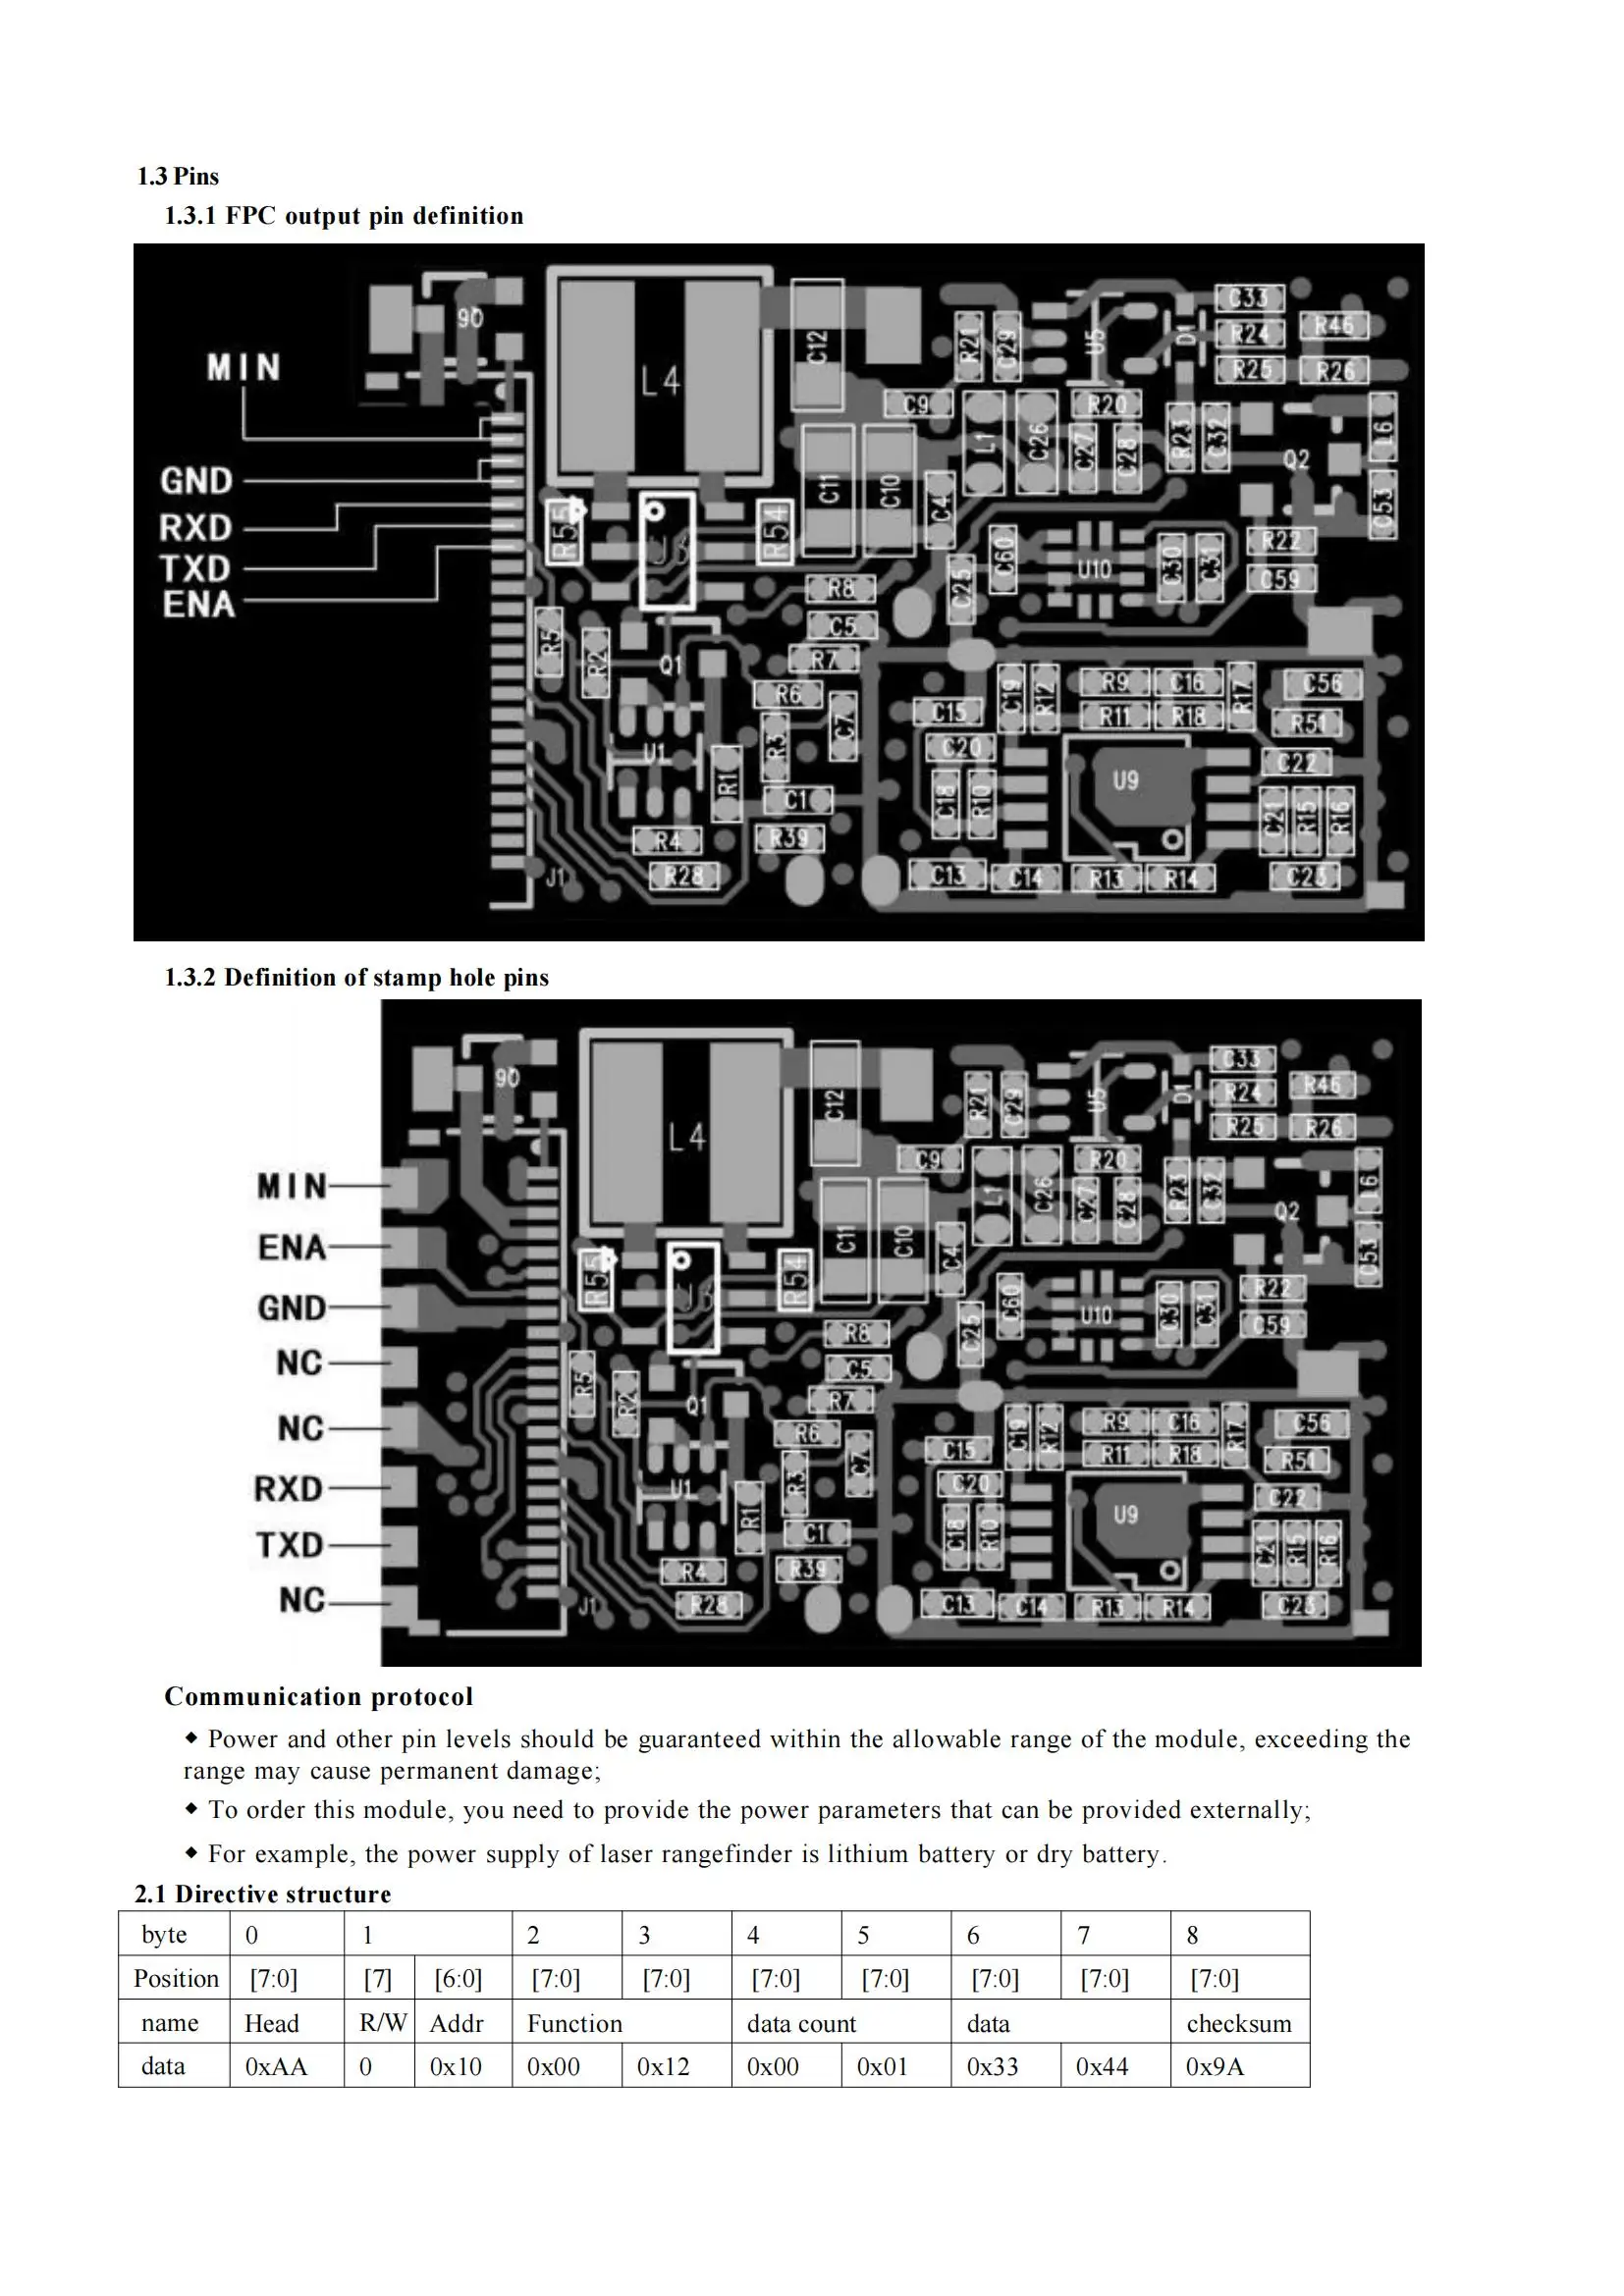 1.3 Pins
1.3.1 FPC output pin definition
MIN
GND
RXD
TXD
ENA
Q6
L4
C12
R21
C29
U5
D1
C33
R24
R46
R25
R26
C9
L1
C26
R20
C27
C28
R23
C32
Q2
L6
C53
C11
C10
C4
R55
U3
R54
C60
U10
C30
C31
R22
C59
R8
C25
C5
R5
R2
Q1
R7
R6
C7
C15
C19
R12
R9
C16
R17
C56
R11
R18
R51
U1
R3
R1
C20
C18
R10
U9
C22
C21
R15
R16
C1
R4
R39
J1
R28
C13
C14
R13
R14
C23
1.3.2 Definition of stamp hole pins
MIN
ENA
GND
NC
NC
RXD
TXD
NC
Q6
L4
C12
R21
C29
U5
D1
C33
R24
R46
R25
R26
C9
L1
C26
R20
C27
C28
R23
C32
Q2
L6
C53
C11
C10
C4
R55
U3
R54
C60
U10
C30
C31
R22
C59
R8
C25
C5
R5
R2
Q1
R7
R6
C7
C15
C19
R12
R9
C16
R17
C56
R11
R18
R51
U1
R3
R1
C20
C18
R10
U9
C22
C21
R15
R16
C1
R4
R39
J1
R28
C13
C14
R13
R14
C23
Communication protocol
◆ Power and other pin levels should be guaranteed within the allowable range of the module, exceeding the
range may cause permanent damage;
◆ To order this module, you need to provide the power parameters that can be provided externally;
◆ For example, the power supply of laser rangefinder is lithium battery or dry battery.
2.1 Directive structure
byte 0 1 2 3 4 5 6 7 8
Position [7:0] [7] [6:0] [7:0] [7:0] [7:0] [7:0] [7:0] [7:0] [7:0]
name Head R/W Addr Function data count data checksum
data 0xAA 0 0x10 0x00 0x12 0x00 0x01 0x33 0x44 0x9A